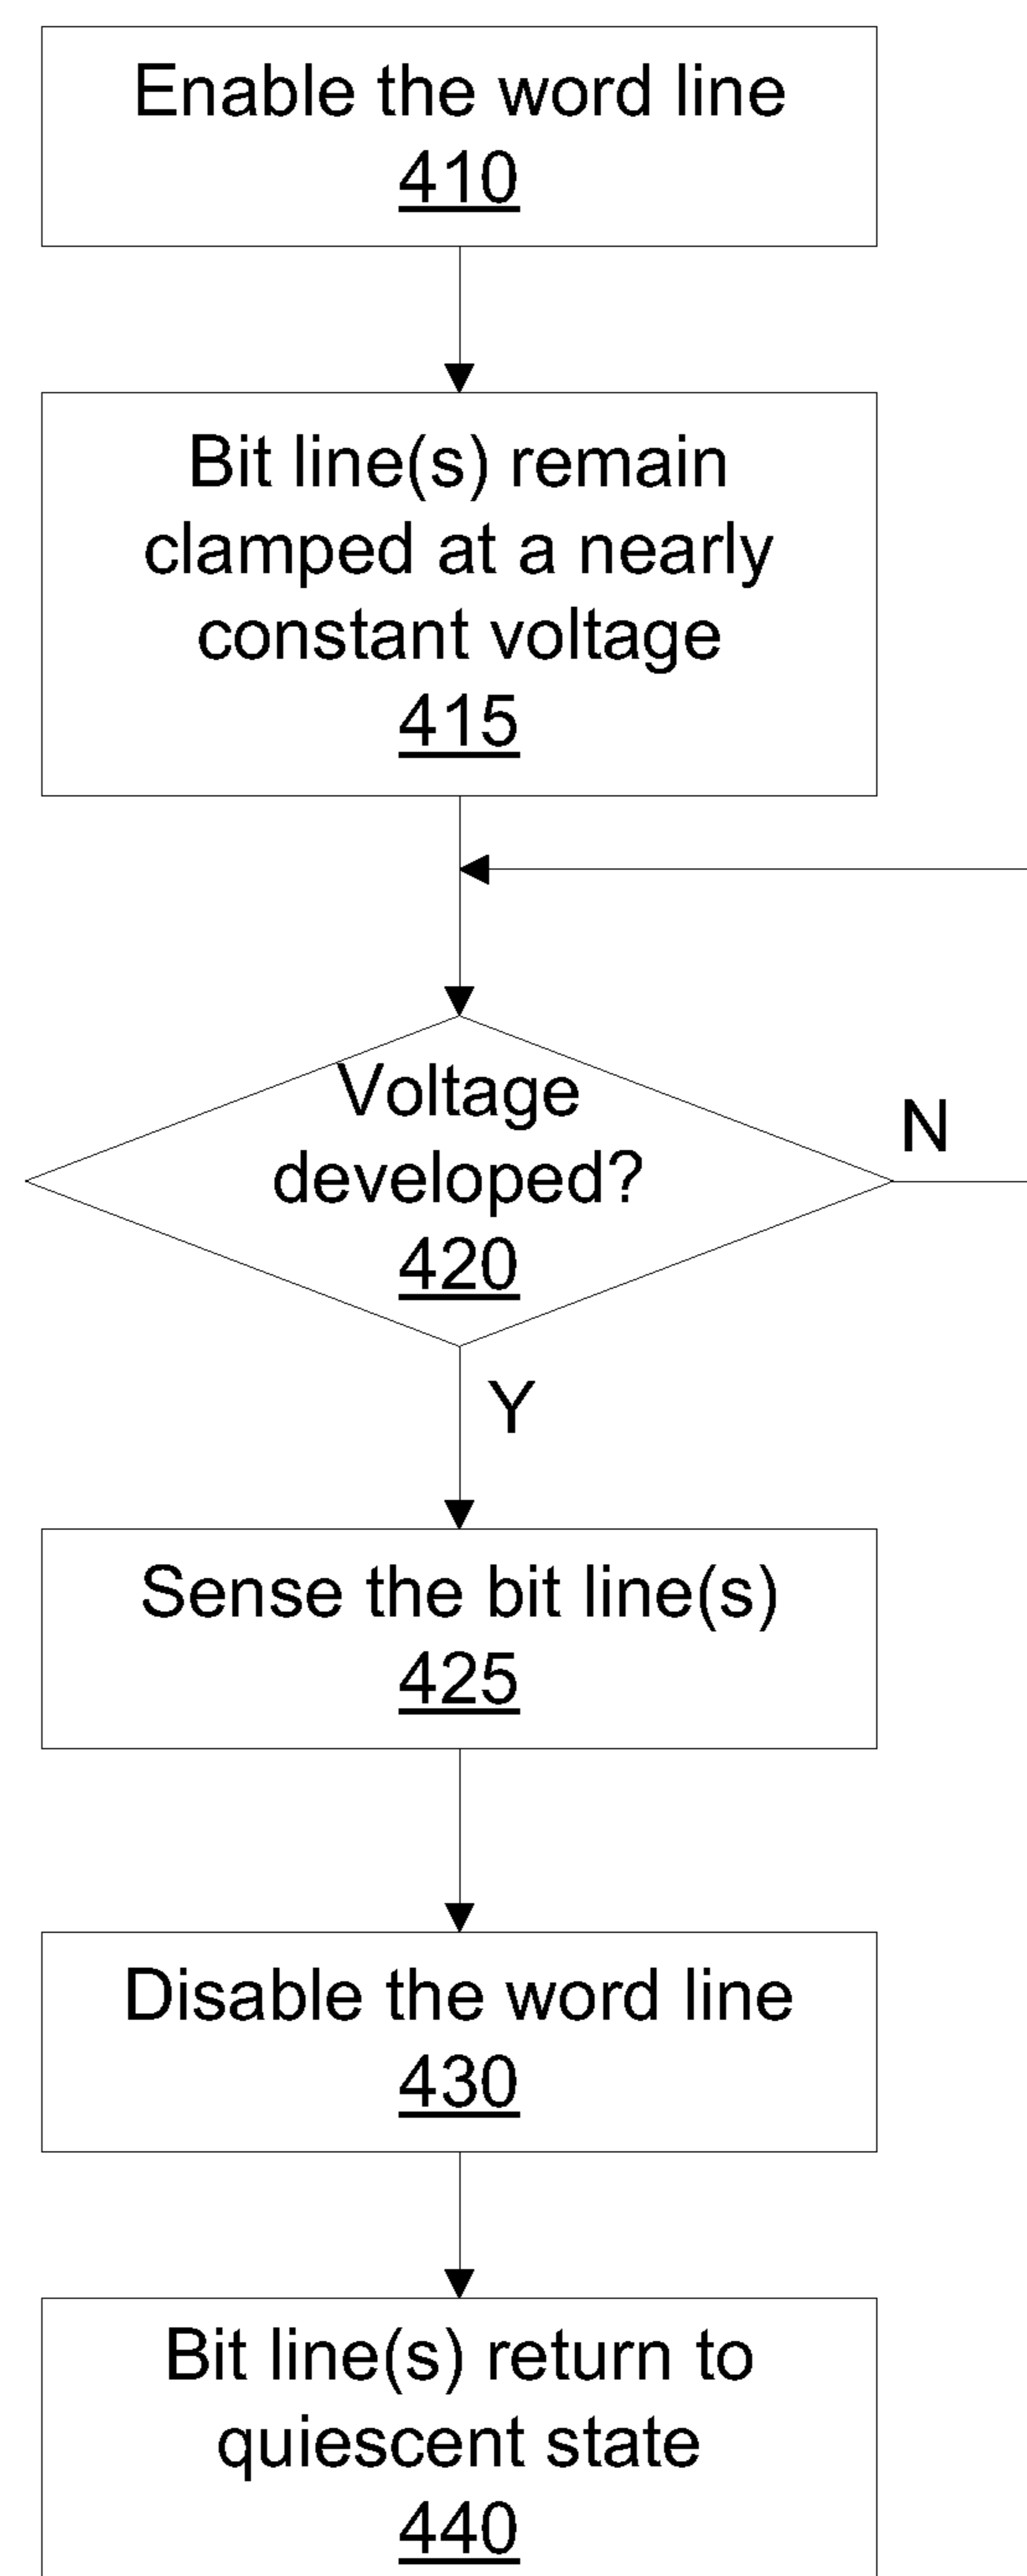 Enable the word line
410
Bit line(s) remain
clamped at a nearly
constant voltage
415
Voltage
developed?
420
N
Y
Sense the bit line(s)
425
Disable the word line
430
Bit line(s) return to
quiescent state
440